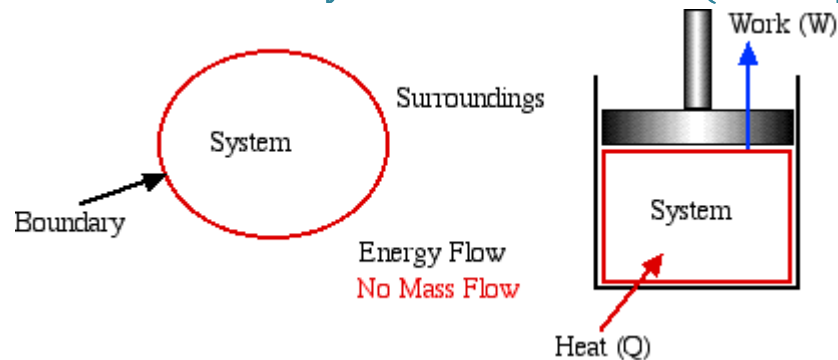 Work (W)
Surroundings
System
System
Boundary
Energy Flow
No Mass Flow
Heat (Q)